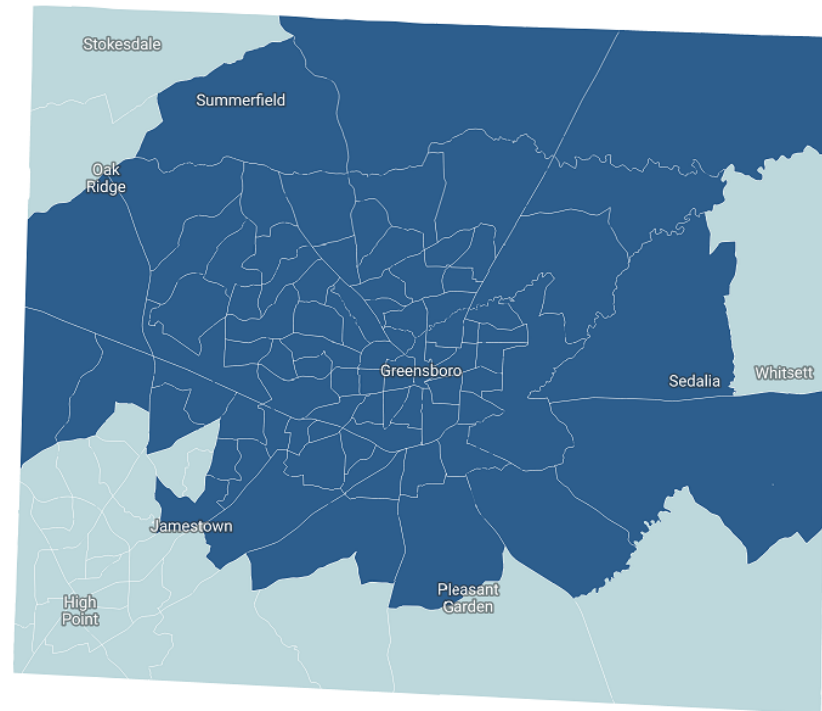 Stokesdale
Summerfield
Oak
Ridge
Greensboro
Sedalia
Whitsett
Jamestown
Pleasant
Garden
High
Point